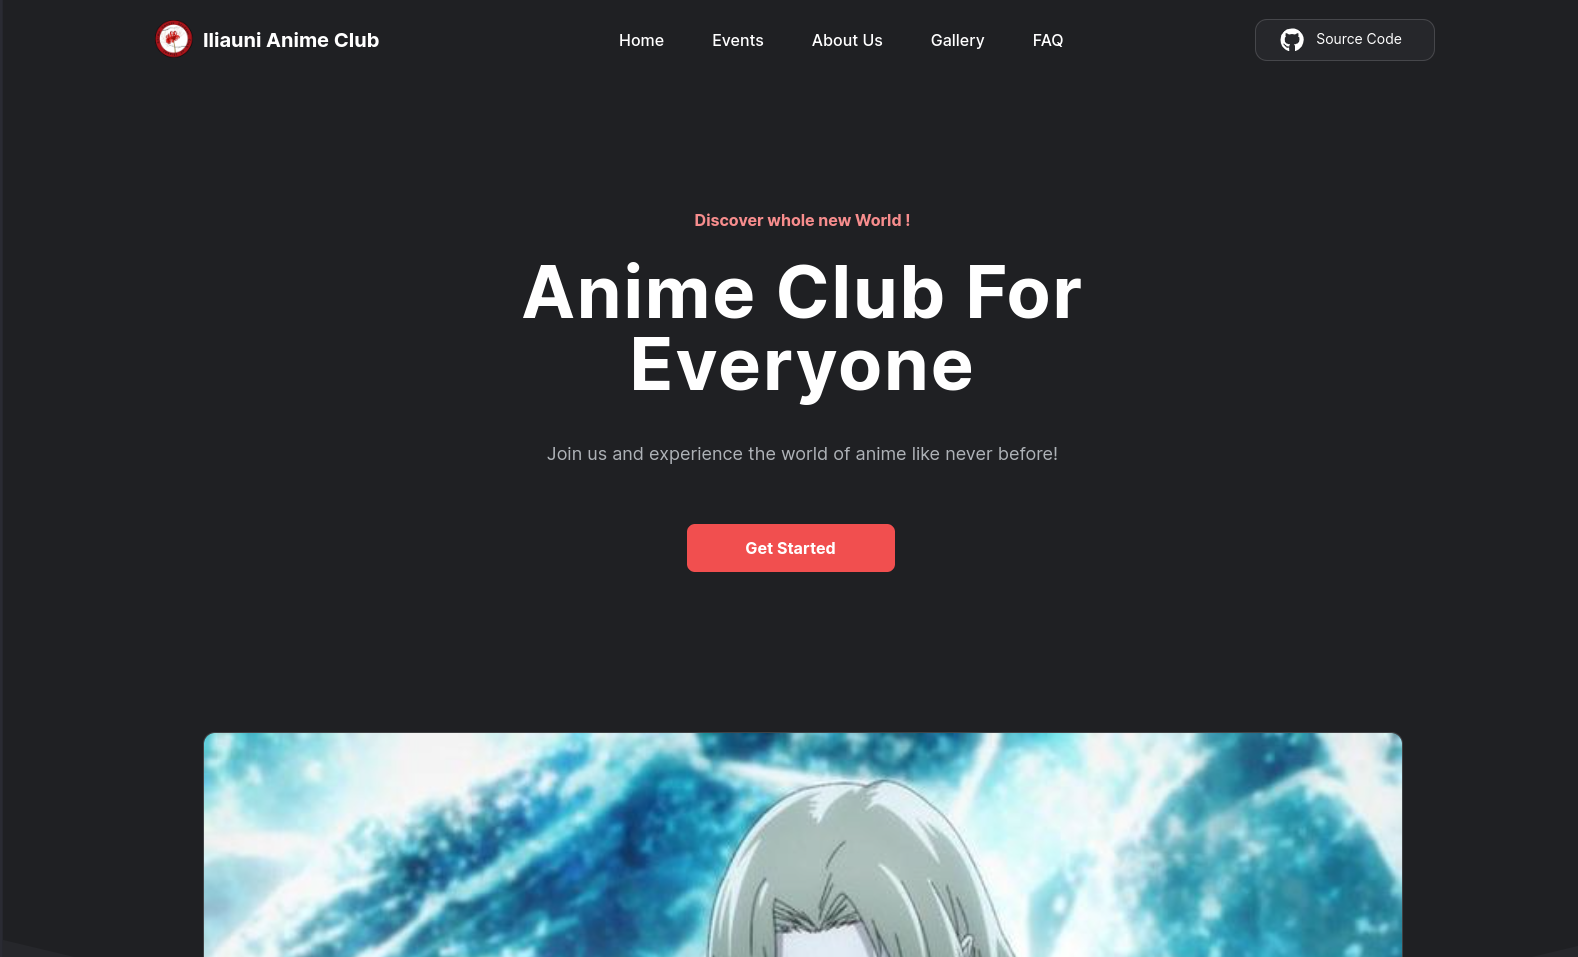 Iliauni Anime Club
Home
Events
About Us
Gallery
FAQ
Source Code
Discover whole new World !
Anime Club For
Everyone
Join us and experience the world of anime like never before!
Get Started